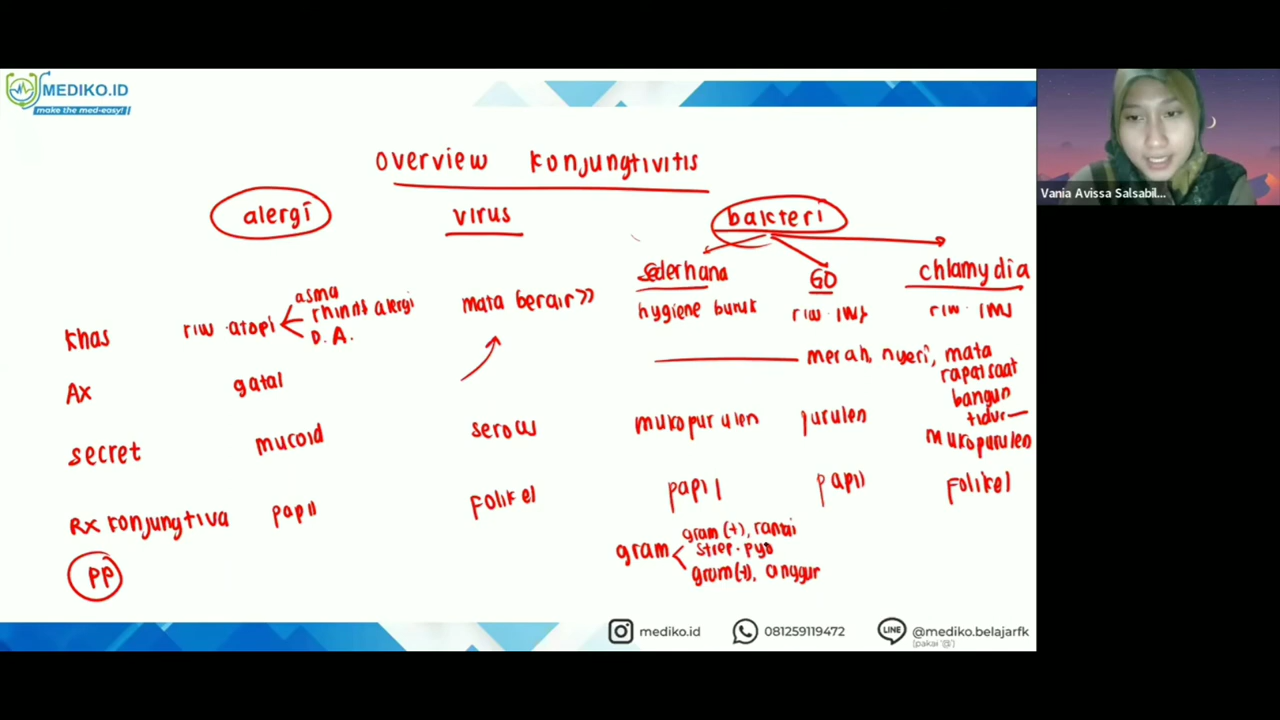 MEDIKO.ID
make the med-easy!
overview konjungtivitis
alergi virus bakteri
sederhana GO chlamydia
Khas riw. atopi asma rhinitis alergi D.A. mata berair>> hygiene buruk riw. IMS riw. IMS
Ax gatal merah, nyeri, mata
rapat saat
bangun
tidur
secret mucoid serous mukopurulen purulen mukopurulen
Rx konjungtiva papil folikel papil papil folikel
PP gram gram (+), rantai
strep. pyo
gram (+), anggur
Vania Avissa Salsabil...
mediko.id 081259119472 @mediko.belajarfk
[pakai '@']